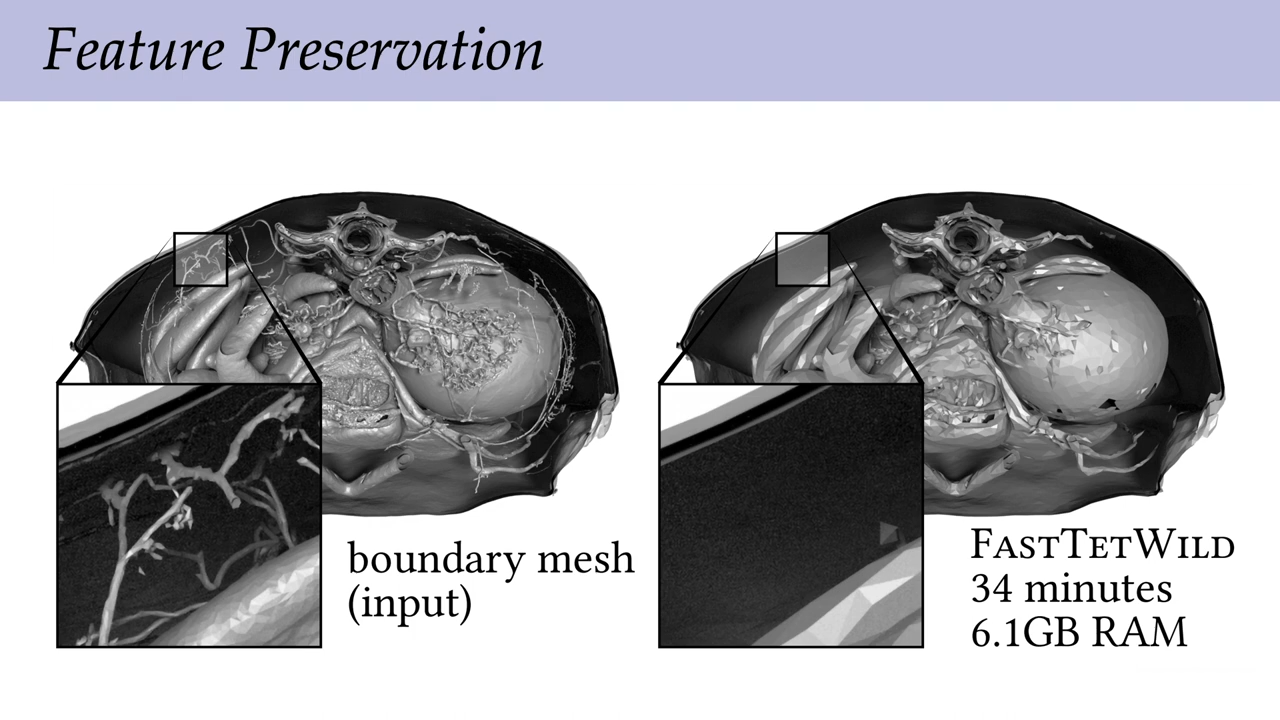 Feature Preservation
boundary mesh
(input)
FastTetWild
34 minutes
6.1GB RAM